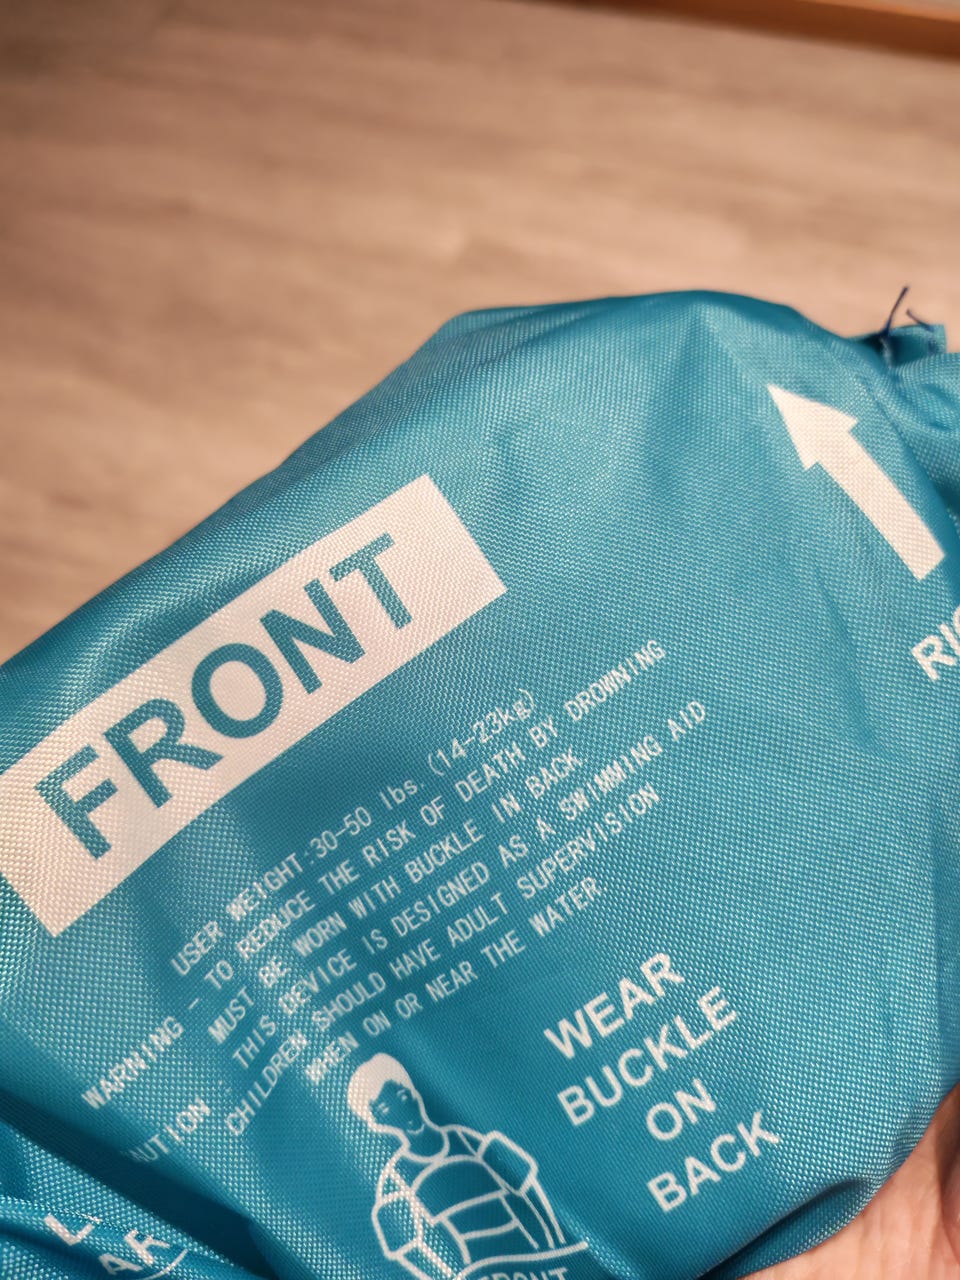 FRONT
USER WEIGHT:30-50 lbs.(14-23kg)
WARNING - TO REDUCE THE RISK OF DEATH BY DROWNING
MUST BE WORN WITH BUCKLE IN BACK
THIS DEVICE IS DESIGNED AS A SWIMMING AID
CHILDREN SHOULD HAVE ADULT SUPERVISION
WHEN ON OR NEAR THE WATER.
WEAR
BUCKLE
ON
BACK
FRONT